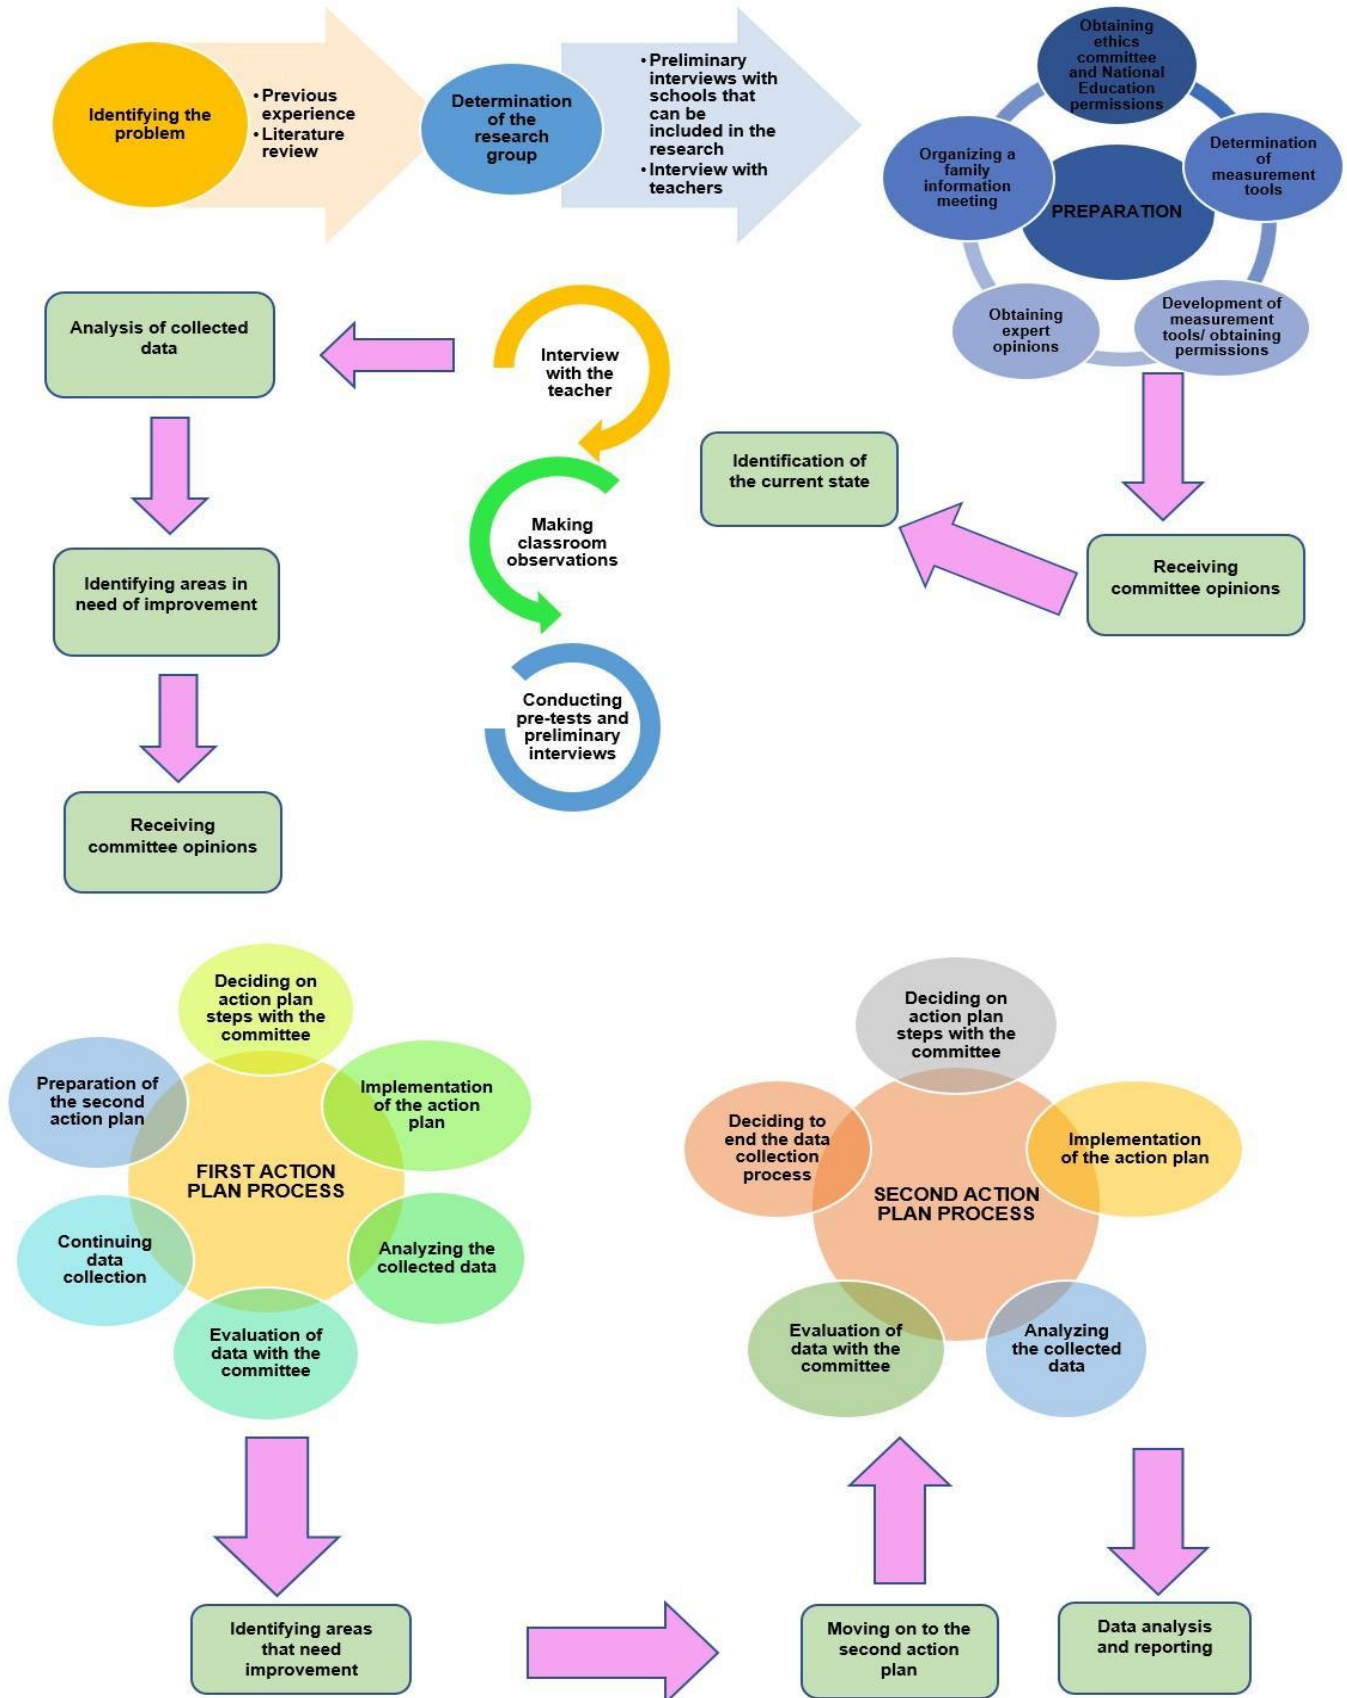 Identifying the
problem
• Previous
experience
• Literature
review
Determination
of the
research
group
• Preliminary
interviews with
schools that
can be
included in the
research
• Interview with
teachers
Obtaining
ethics
committee
and National
Education
permissions
Determination
of
measurement
tools
Development of
measurement
tools/ obtaining
permissions
Obtaining
expert
opinions
Organizing a
family
information
meeting
PREPARATION
Receiving
committee opinions
Identification of
the current state
Interview
with the
teacher
Making
classroom
observations
Conducting
pre-tests and
preliminary
interviews
Analysis of collected
data
Identifying areas in
need of improvement
Receiving
committee opinions
Deciding on
action plan
steps with the
committee
Implementation
of the action
plan
Analyzing the
collected data
Evaluation of
data with the
committee
Continuing
data
collection
Preparation of
the second
action plan
FIRST ACTION
PLAN PROCESS
Identifying areas
that need
improvement
Moving on to the
second action
plan
Deciding on
action plan
steps with the
committee
Implementation
of the action plan
Analyzing
the collected
data
Evaluation of
data with the
committee
Deciding to
end the data
collection
process
SECOND ACTION
PLAN PROCESS
Data analysis
and reporting